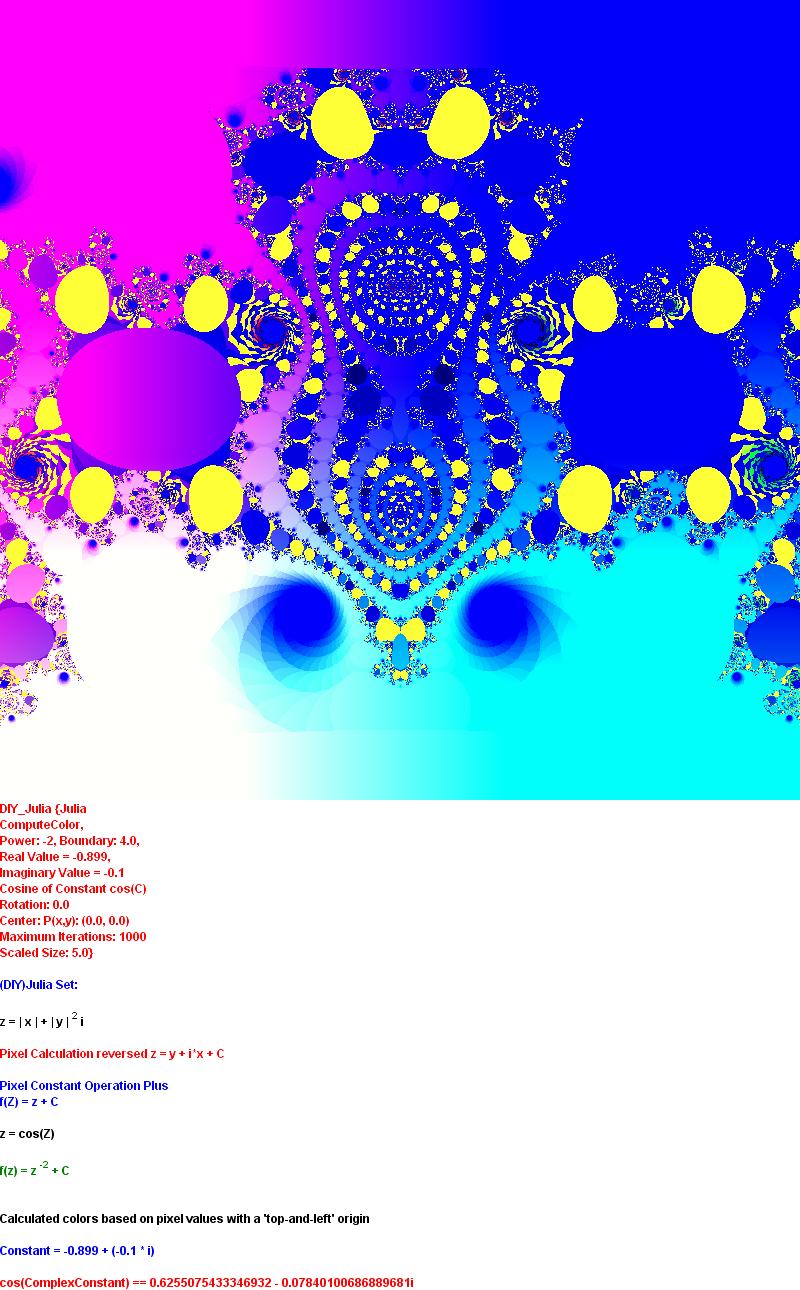 DIY_Julia {Julia
ComputeColor,
Power: -2, Boundary: 4.0,
Real Value = -0.899,
Imaginary Value = -0.1
Cosine of Constant cos(C)
Rotation: 0.0
Center: P(x,y): (0.0, 0.0)
Maximum Iterations: 1000
Scaled Size: 5.0}
(DIY)Julia Set:
z = | x | + | y | ² i
Pixel Calculation reversed z = y + i*x + C
Pixel Constant Operation Plus
f(Z) = z + C
z = cos(Z)
f(z) = z ⁻² + C
Calculated colors based on pixel values with a 'top-and-left' origin
Constant = -0.899 + (-0.1 * i)
cos(ComplexConstant) == 0.6255075433346932 - 0.07840100686889681i